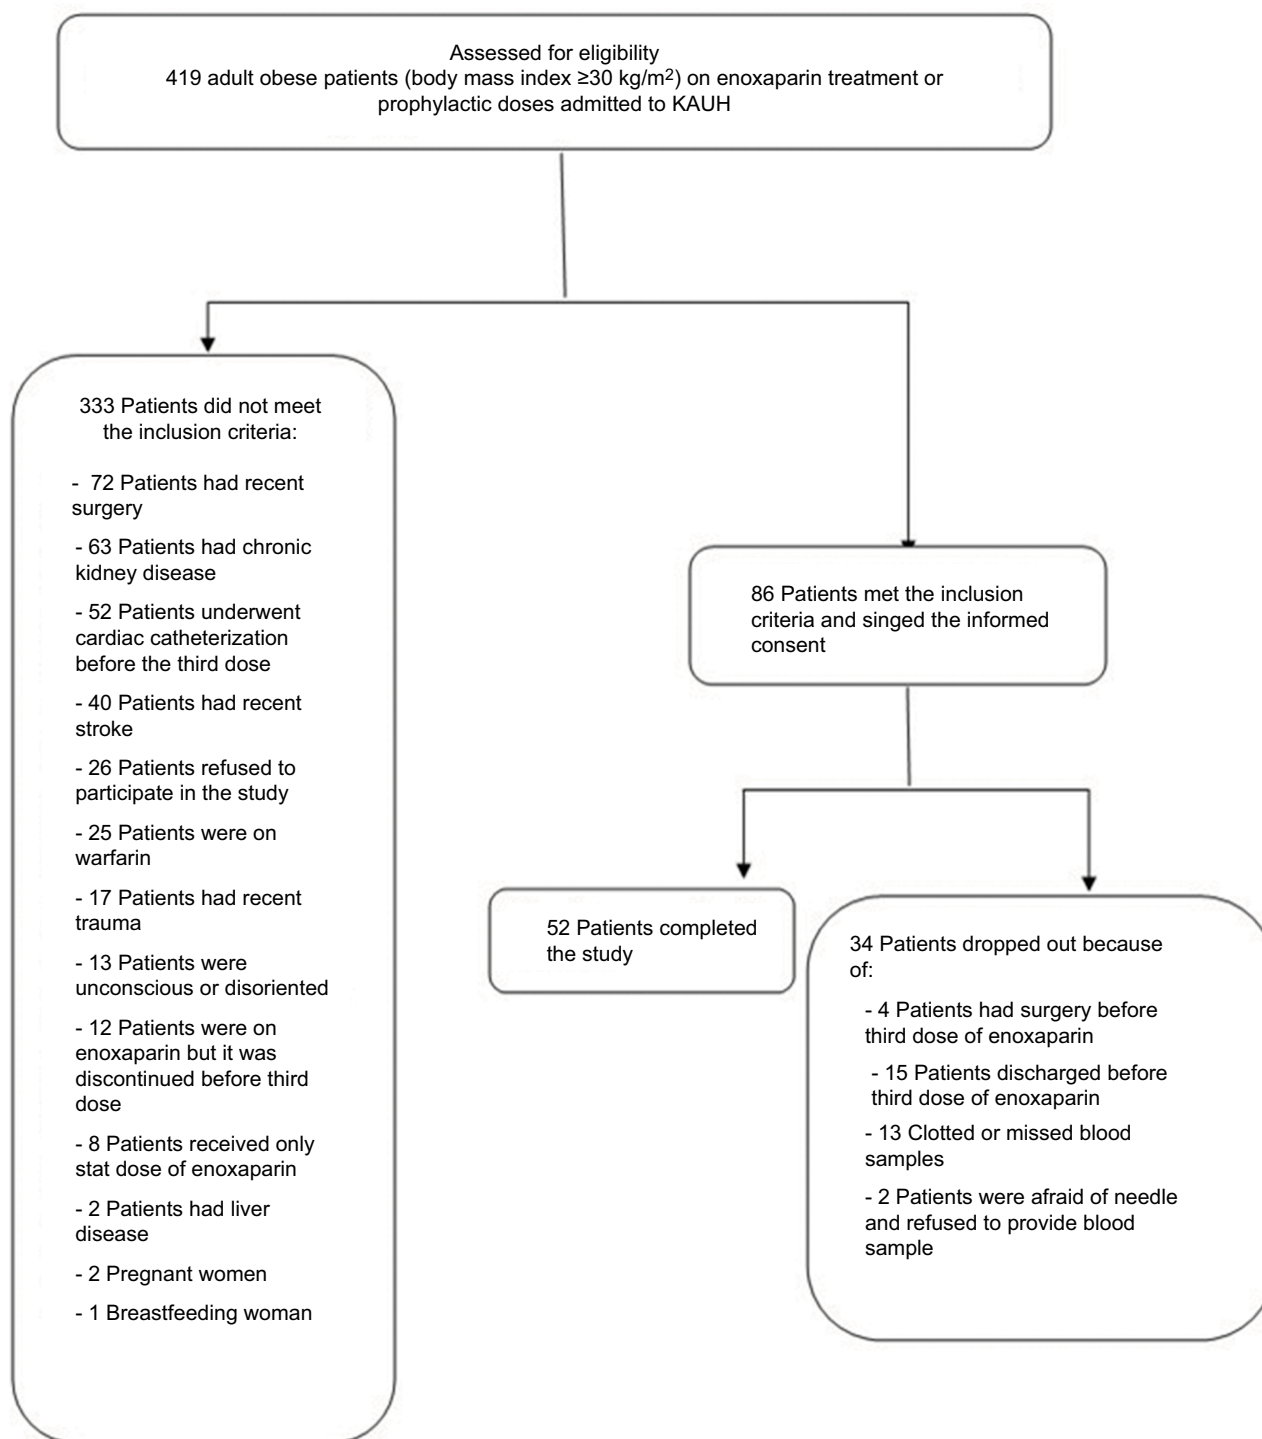 Assessed for eligibility
419 adult obese patients (body mass index ≥30 kg/m²) on enoxaparin treatment or
prophylactic doses admitted to KAUH
333 Patients did not meet
the inclusion criteria:
- 72 Patients had recent
surgery
- 63 Patients had chronic
kidney disease
- 52 Patients underwent
cardiac catheterization
before the third dose
- 40 Patients had recent
stroke
- 26 Patients refused to
participate in the study
- 25 Patients were on
warfarin
- 17 Patients had recent
trauma
- 13 Patients were
unconscious or disoriented
- 12 Patients were on
enoxaparin but it was
discontinued before third
dose
- 8 Patients received only
stat dose of enoxaparin
- 2 Patients had liver
disease
- 2 Pregnant women
- 1 Breastfeeding woman
86 Patients met the inclusion
criteria and singed the informed
consent
52 Patients completed
the study
34 Patients dropped out because
of:
- 4 Patients had surgery before
third dose of enoxaparin
- 15 Patients discharged before
third dose of enoxaparin
- 13 Clotted or missed blood
samples
- 2 Patients were afraid of needle
and refused to provide blood
sample